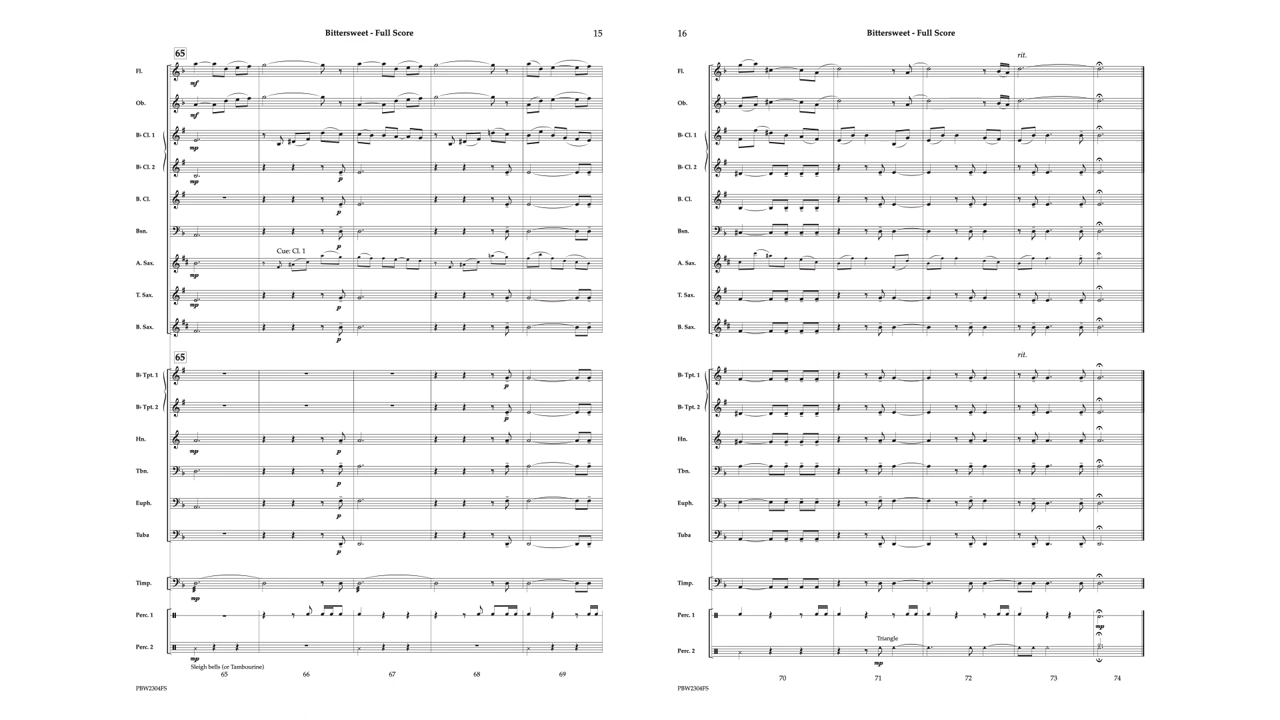 Bittersweet - Full Score
15
65
Fl.
mf
Ob.
mf
B♭ Cl. 1
mp
B♭ Cl. 2
mp
p
B. Cl.
p
Bsn.
p
Cue: Cl. 1
A. Sax.
mp
T. Sax.
mp
p
B. Sax.
p
65
B♭ Tpt. 1
p
B♭ Tpt. 2
p
Hn.
mp
p
Tbn.
p
Euph.
p
Tuba
p
Timp.
mp
Perc. 1
Perc. 2
mp
Sleigh bells (or Tambourine)
65 66 67 68 69
PBW2304FS
16
Bittersweet - Full Score
rit.
Fl.
Ob.
B♭ Cl. 1
B♭ Cl. 2
B. Cl.
Bsn.
A. Sax.
T. Sax.
B. Sax.
rit.
B♭ Tpt. 1
B♭ Tpt. 2
Hn.
Tbn.
Euph.
Tuba
Timp.
Perc. 1
mp
Triangle
Perc. 2
mp
70 71 72 73 74
PBW2304FS